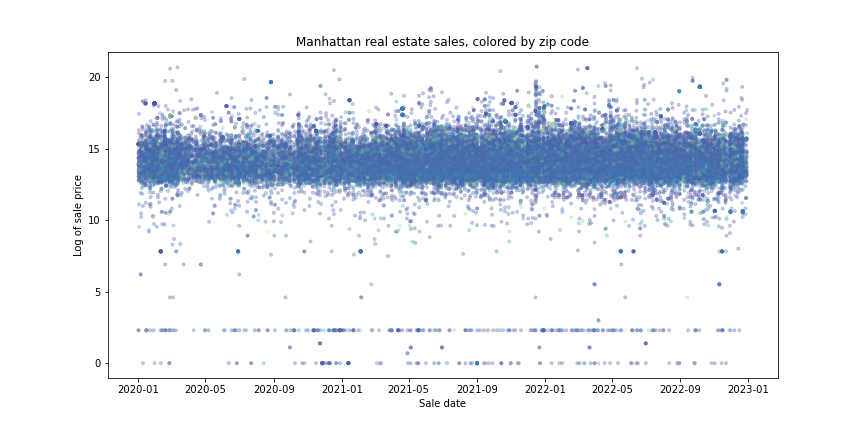 Manhattan real estate sales, colored by zip code
Log of sale price
20
15
10
5
0
2020-01 2020-05 2020-09 2021-01 2021-05 2021-09 2022-01 2022-05 2022-09 2023-01
Sale date